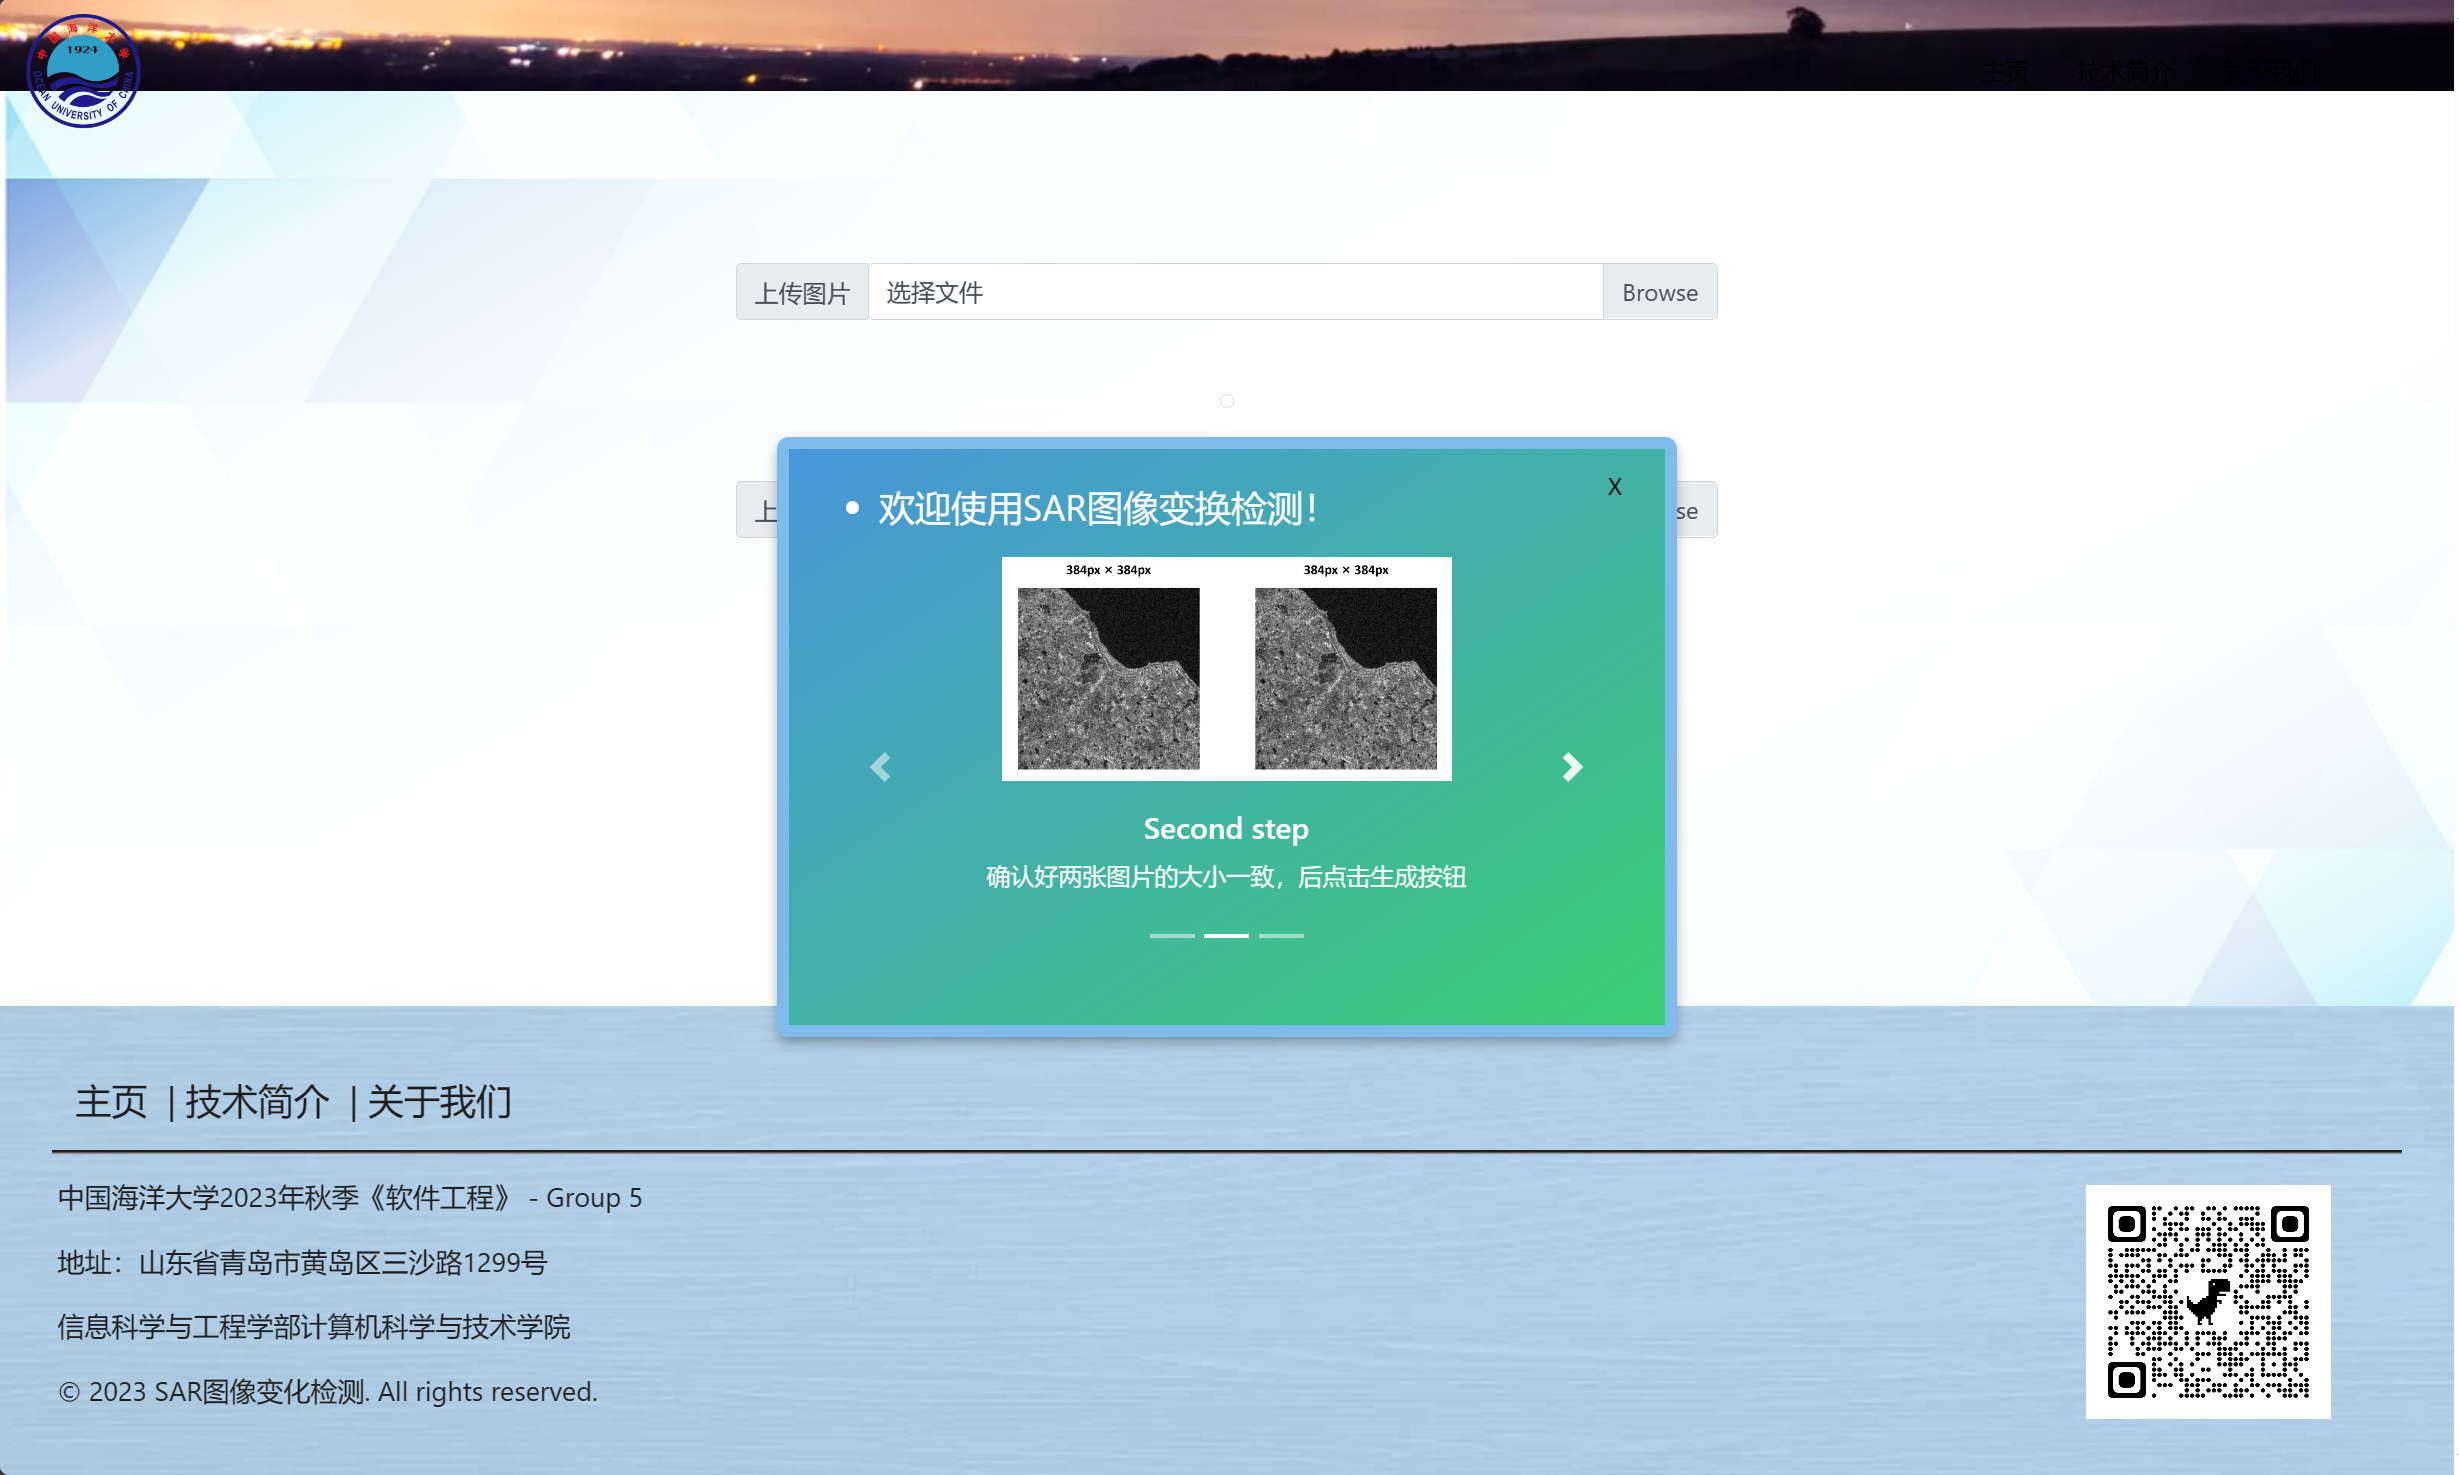 中国海洋大学
1924
OCEAN UNIVERSITY OF CHINA
主页 技术简介 关于我们
上传图片 选择文件 Browse
上 se
欢迎使用SAR图像变换检测！
X
384px × 384px 384px × 384px
Second step
确认好两张图片的大小一致，后点击生成按钮
主页 | 技术简介 | 关于我们
中国海洋大学2023年秋季《软件工程》 - Group 5
地址：山东省青岛市黄岛区三沙路1299号
信息科学与工程学部计算机科学与技术学院
© 2023 SAR图像变化检测. All rights reserved.